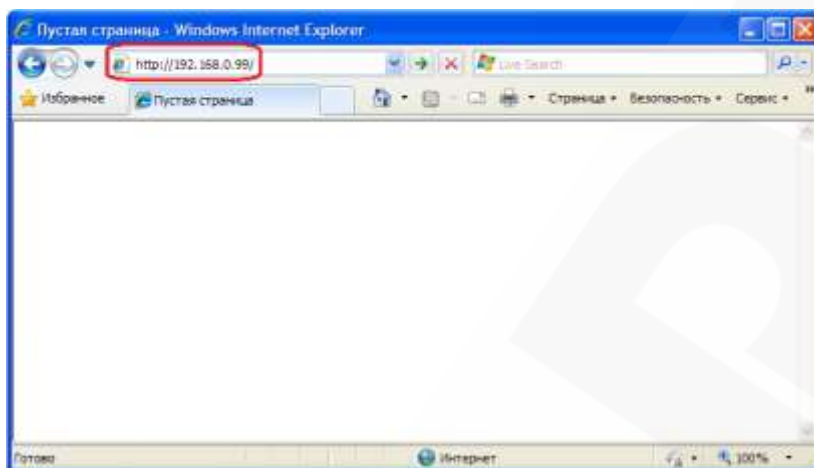 Пустая страница - Windows Internet Explorer
http://192.168.0.99/
Live Search
Избранное
Пустая страница
Страница
Безопасность
Сервис
Готово
Интернет
100%